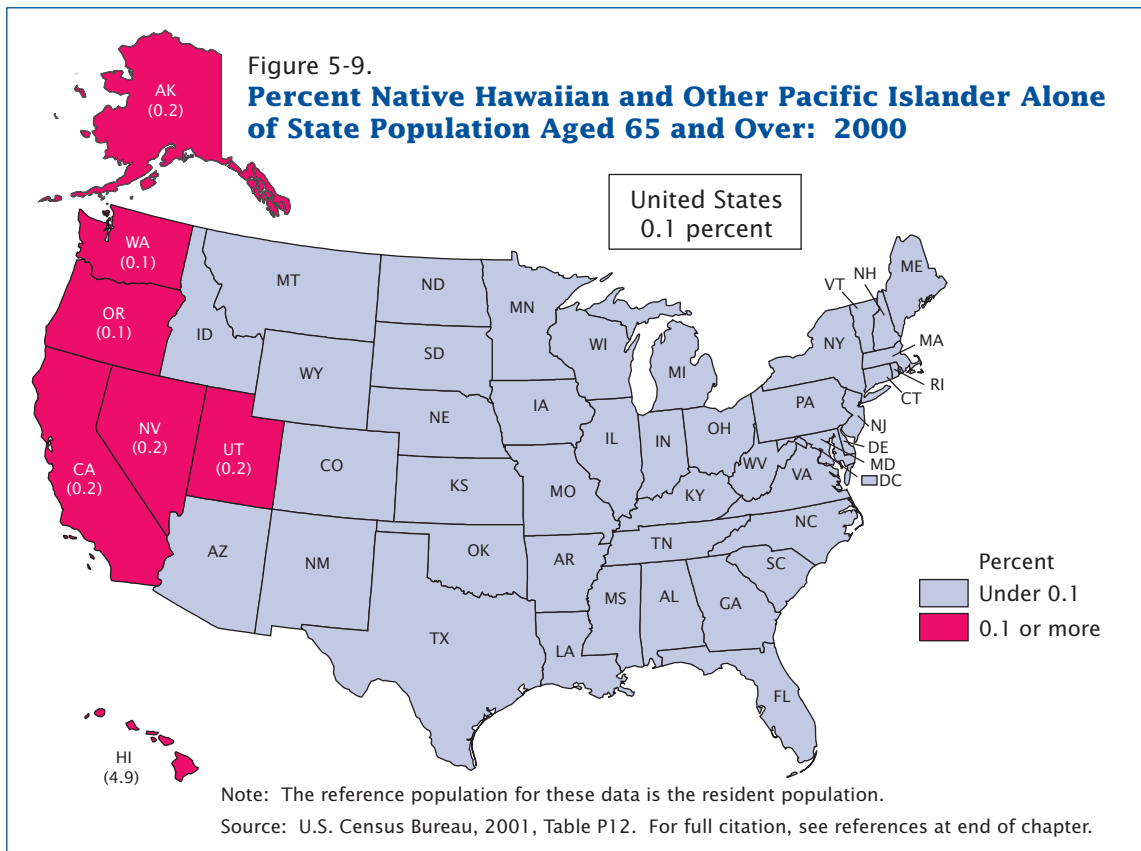 Figure 5-9.
Percent Native Hawaiian and Other Pacific Islander Alone
of State Population Aged 65 and Over: 2000
United States
0.1 percent
AK
(0.2)
WA
(0.1)
OR
(0.1)
CA
(0.2)
NV
(0.2)
UT
(0.2)
ID
MT
WY
CO
AZ
NM
ND
SD
NE
KS
OK
TX
MN
IA
MO
AR
LA
WI
IL
MI
IN
OH
KY
TN
MS
AL
GA
FL
SC
NC
VA
WV
PA
NY
VT
NH
ME
MA
RI
CT
NJ
DE
MD
DC
HI
(4.9)
Percent
Under 0.1
0.1 or more
Note: The reference population for these data is the resident population.
Source: U.S. Census Bureau, 2001, Table P12. For full citation, see references at end of chapter.